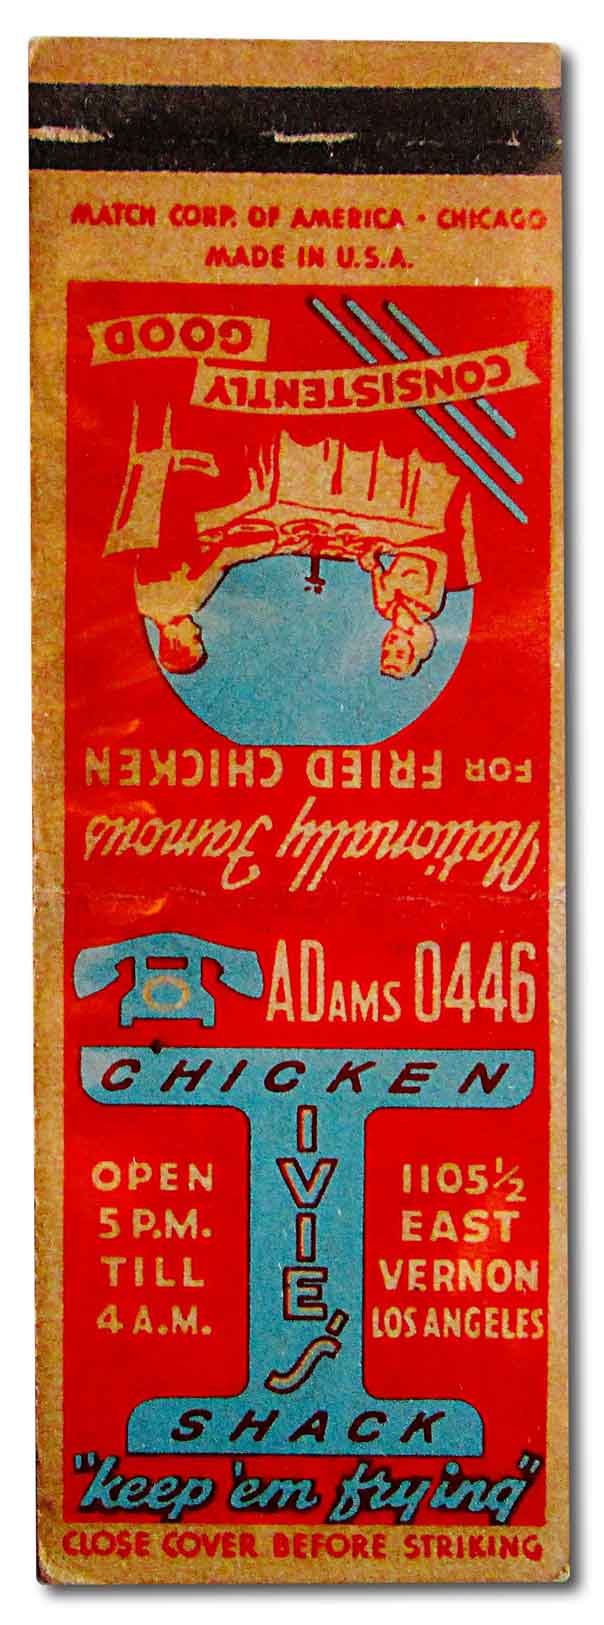 MATCH CORP. OF AMERICA · CHICAGO
MADE IN U.S.A.
Nationally Famous
FOR FRIED CHICKEN
CONSISTENTLY
GOOD
ADAMS 0446
CHICKEN
IVIE'S
SHACK
OPEN
5 P.M.
TILL
4 A.M.
1105½
EAST
VERNON
LOS ANGELES
"keep 'em frying"
CLOSE COVER BEFORE STRIKING